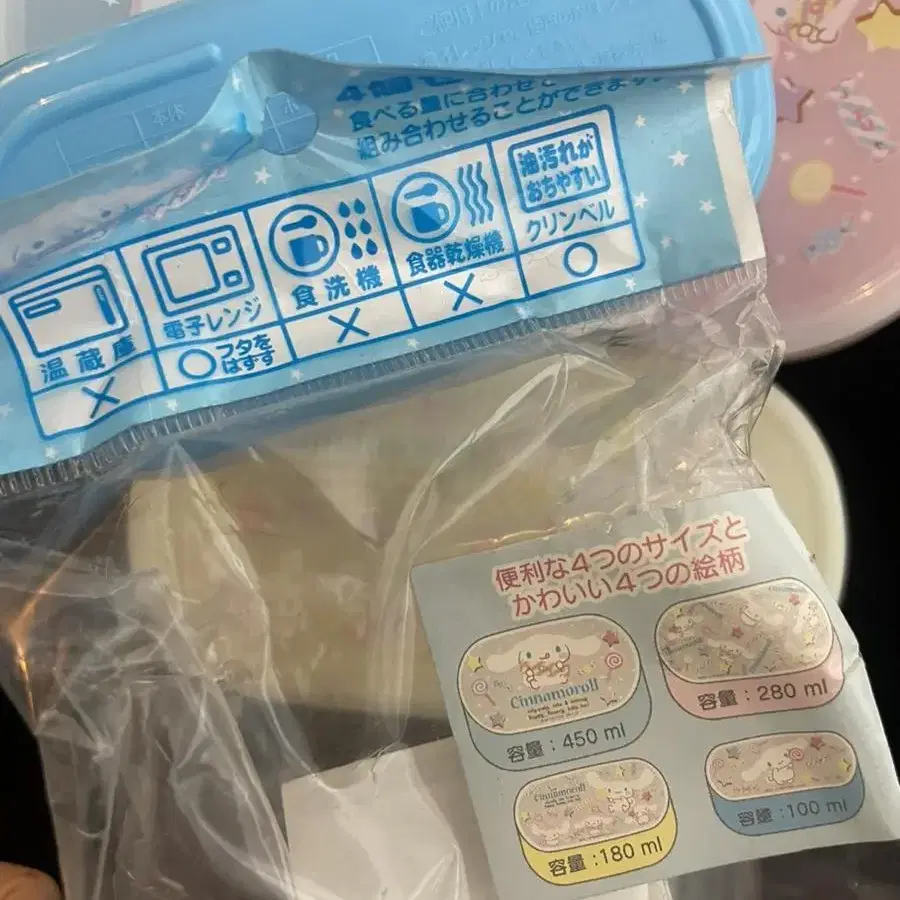 本体
食べる量に合わせて
組み合わせることができます。
温蔵庫
×
電子レンジ
○フタを
はずす
食洗機
×
食器乾燥機
×
油汚れが
おちやすい
クリンベル
○
便利な4つのサイズと
かわいい4つの絵柄
Cinnamoroll
容量：450 ml
Cinnamoroll
容量：280 ml
Cinnamoroll
容量：180 ml
容量：100 ml